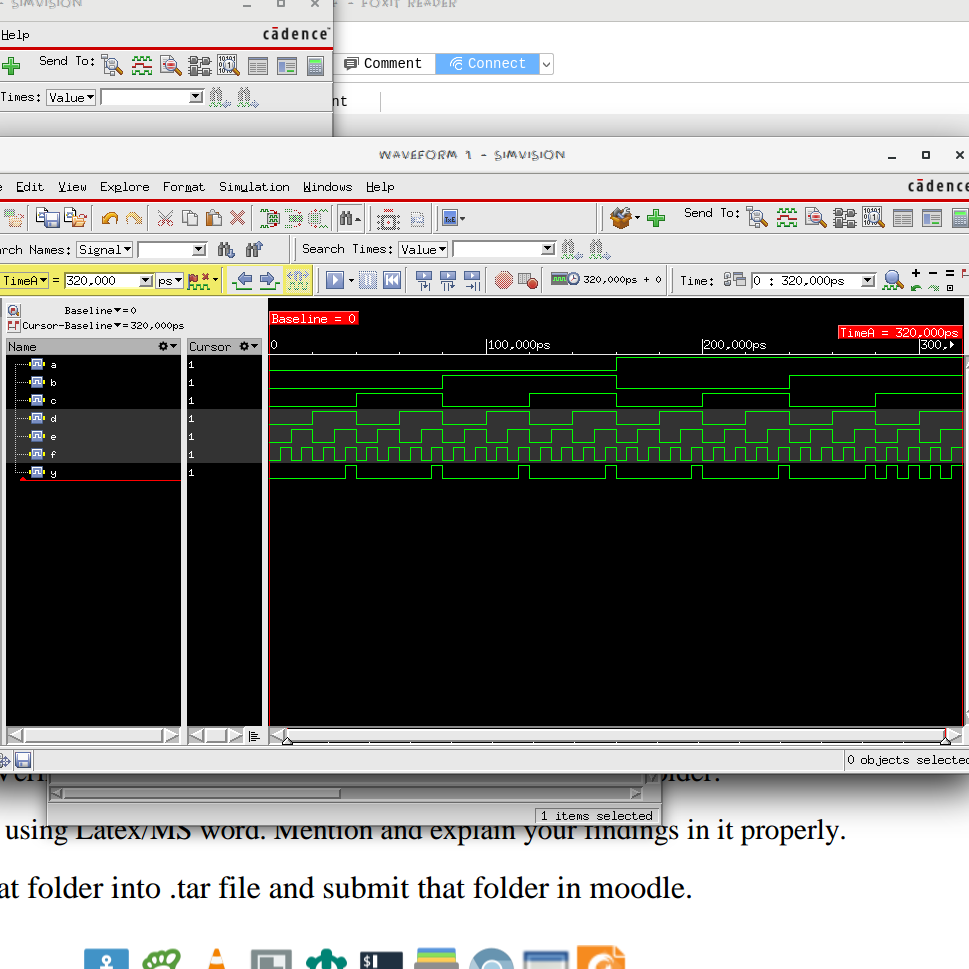 - SIMVISION
- FOXIT READER
Help
cādence
Send To:
Comment
Connect
Times:
Value
nt
WAVEFORM 1 - SIMVISION
Edit View Explore Format Simulation Windows Help
cādence
Send To:
rch Names: Signal
Search Times: Value
TimeA = 320,000 ps
320,000ps + 0
Time: 0 : 320,000ps
Baseline=0
Cursor-Baseline=320,000ps
Name
Cursor
Baseline = 0
TimeA = 320,000ps
0
100,000ps
200,000ps
300,
a 1
b 1
c 1
d 1
e 1
f 1
y 1
0 objects selected
1 items selected
using Latex/MS word. Mention and explain your findings in it properly.
at folder into .tar file and submit that folder in moodle.
$